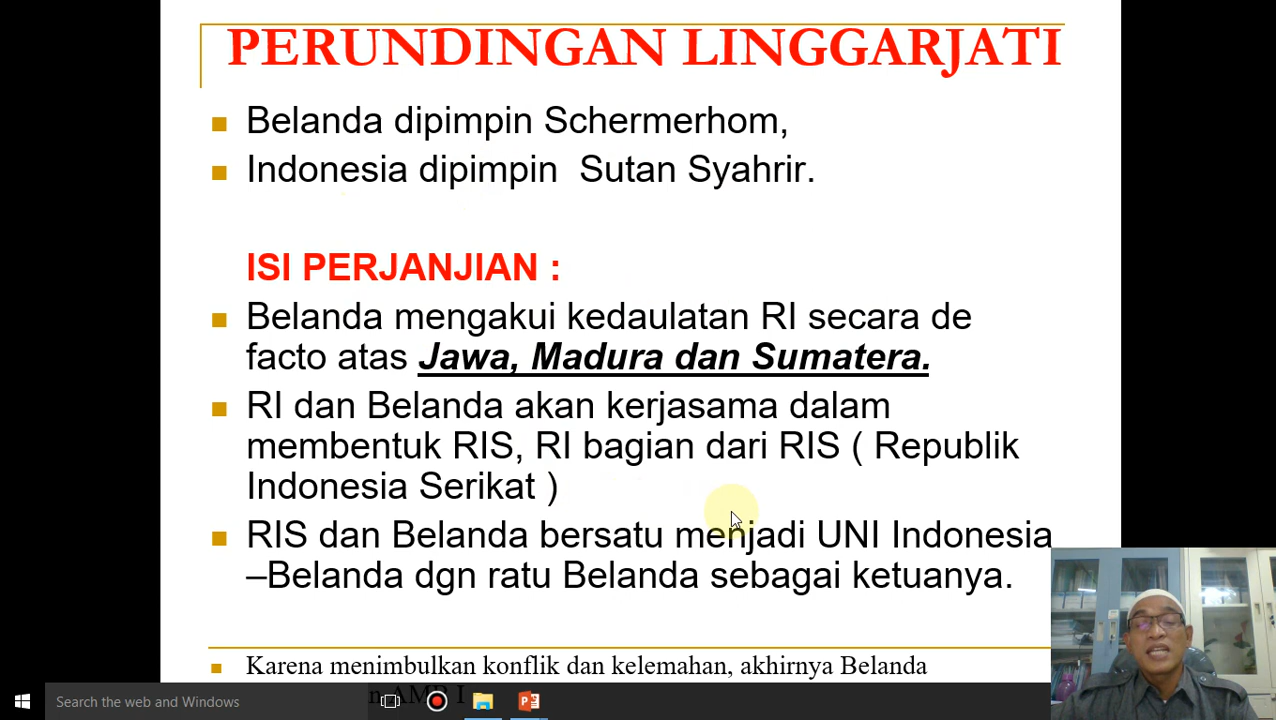 PERUNDINGAN LINGGARJATI
Belanda dipimpin Schermerhom,
Indonesia dipimpin Sutan Syahrir.
ISI PERJANJIAN :
Belanda mengakui kedaulatan RI secara de
facto atas Jawa, Madura dan Sumatera.
RI dan Belanda akan kerjasama dalam
membentuk RIS, RI bagian dari RIS ( Republik
Indonesia Serikat )
RIS dan Belanda bersatu menjadi UNI Indonesia
–Belanda dgn ratu Belanda sebagai ketuanya.
Karena menimbulkan konflik dan kelemahan, akhirnya Belanda
I
Search the web and Windows